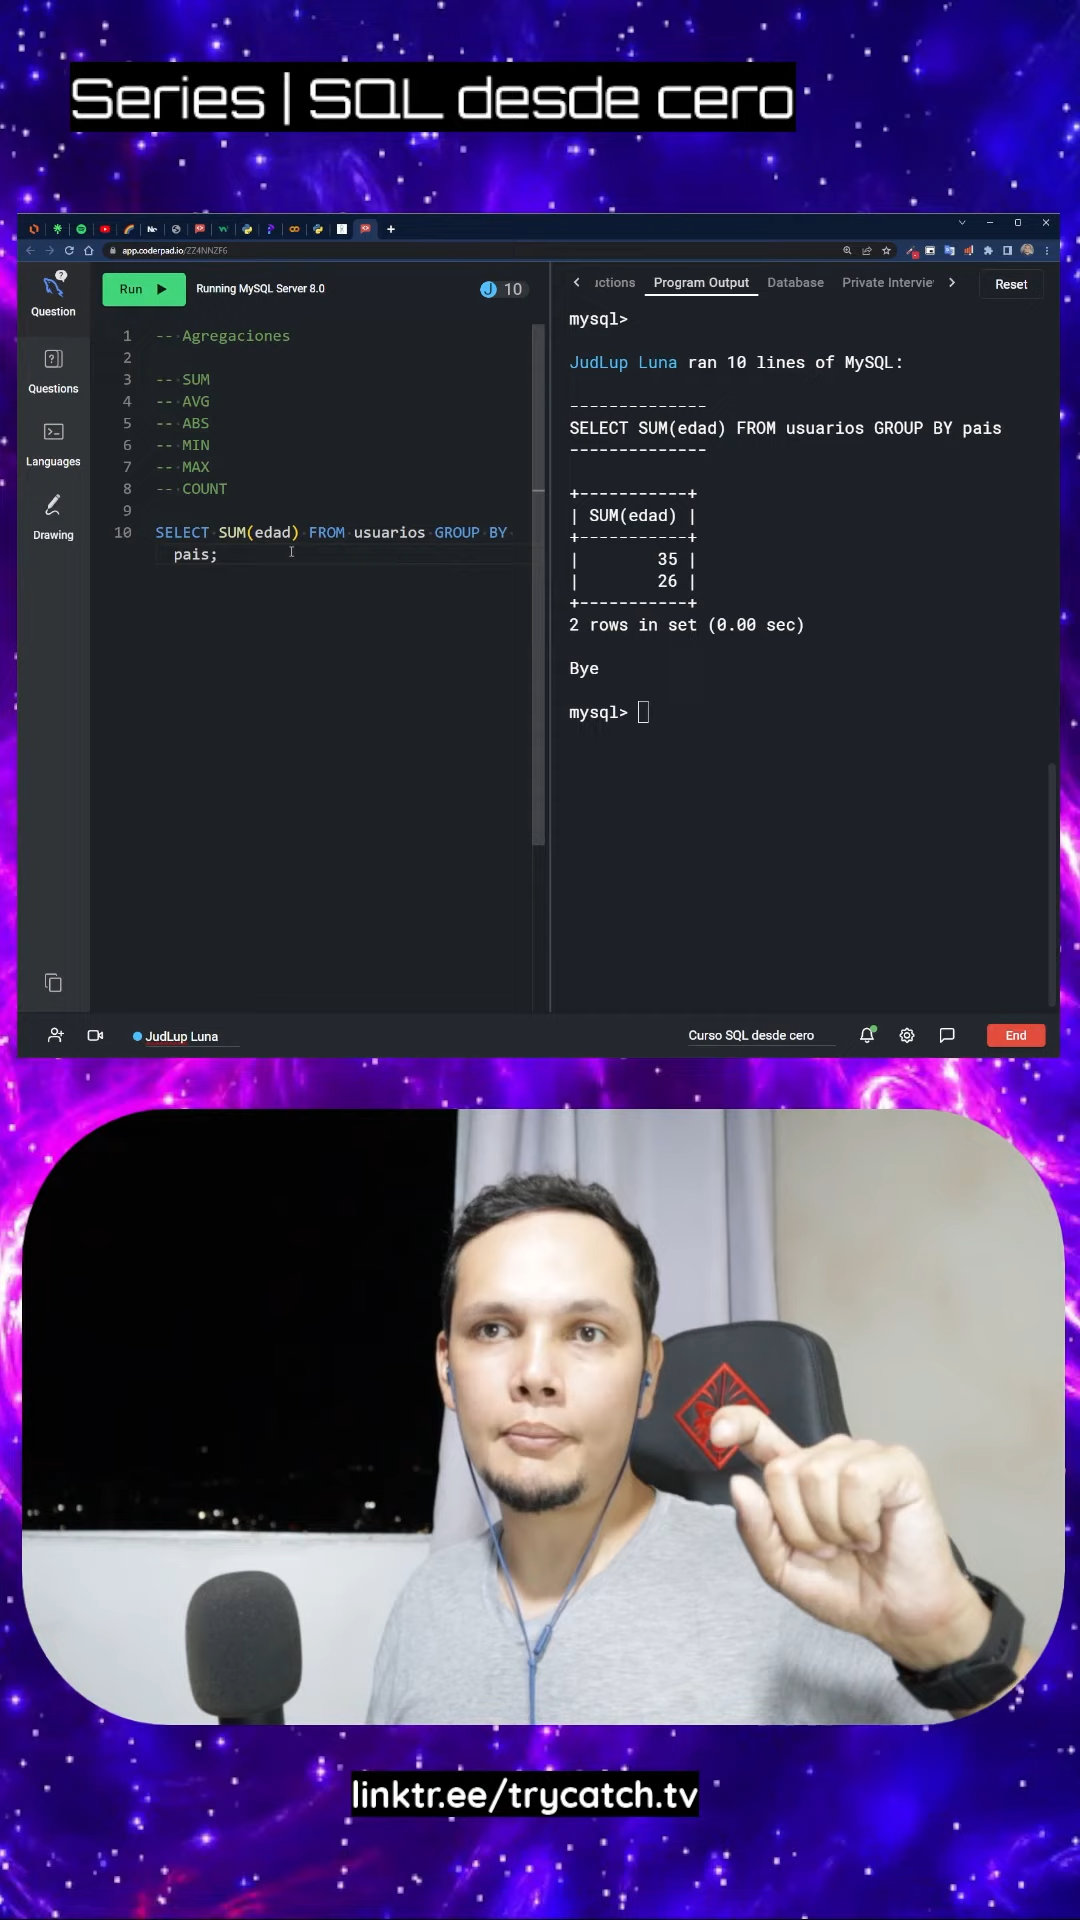 Series | SQL desde cero
app.coderpad.io/ZZ4NNZF6
Question
Questions
Languages
Drawing
Run
Running MySQL Server 8.0
J 10
1 -- Agregaciones
2
3 -- SUM
4 -- AVG
5 -- ABS
6 -- MIN
7 -- MAX
8 -- COUNT
9
10 SELECT SUM(edad) FROM usuarios GROUP BY
pais;
uctions Program Output Database Private Intervie Reset
mysql>
JudLup Luna ran 10 lines of MySQL:
--------------
SELECT SUM(edad) FROM usuarios GROUP BY pais
--------------
+-----------+
| SUM(edad) |
+-----------+
| 35 |
| 26 |
+-----------+
2 rows in set (0.00 sec)
Bye
mysql>
JudLup Luna
Curso SQL desde cero
End
linktr.ee/trycatch.tv